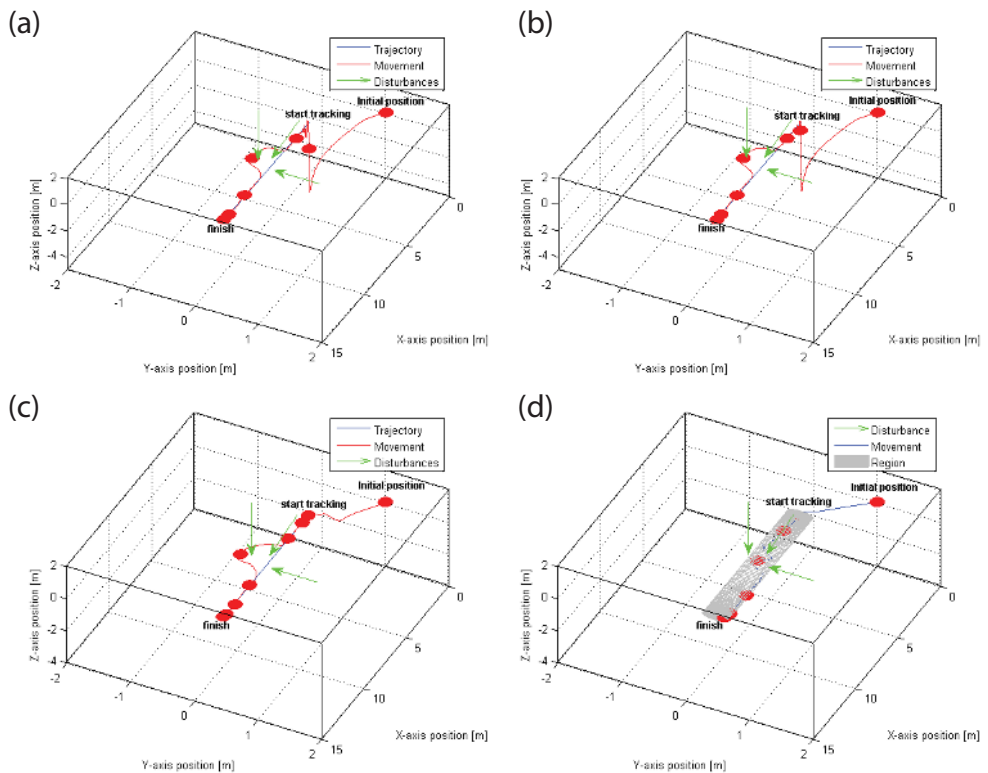 (a)
Trajectory
Movement
Disturbances
Initial position
start tracking
finish
Z-axis position [m]
2
0
-2
-4
-2
-1
0
1
2
Y-axis position [m]
0
5
10
15
X-axis position [m]
(b)
Trajectory
Movement
Disturbances
Initial position
start tracking
finish
Z-axis position [m]
2
0
-2
-4
-2
-1
0
1
2
Y-axis position [m]
0
5
10
15
X-axis position [m]
(c)
Trajectory
Movement
Disturbances
Initial position
start tracking
finish
Z-axis position [m]
2
0
-2
-4
-2
-1
0
1
2
Y-axis position [m]
0
5
10
15
X-axis position [m]
(d)
Disturbance
Movement
Region
Initial position
start tracking
finish
Z-axis position [m]
2
0
-2
-4
-2
-1
0
1
2
Y-axis position [m]
0
5
10
15
X-axis position [m]